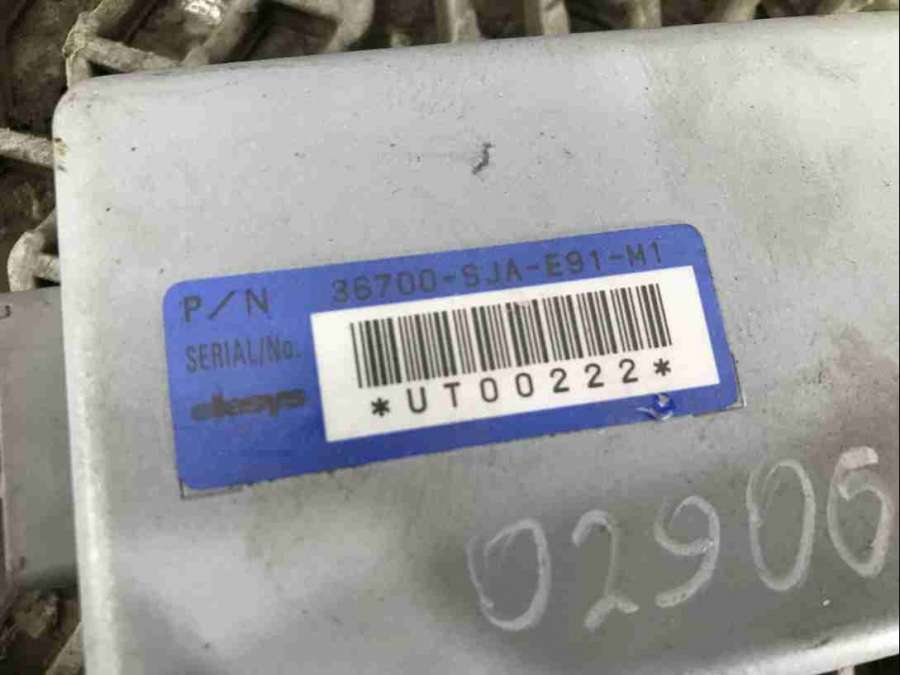 P/N 36700-SJA-E91-M1
SERIAL/No.
elesys
*UT00222*
02906